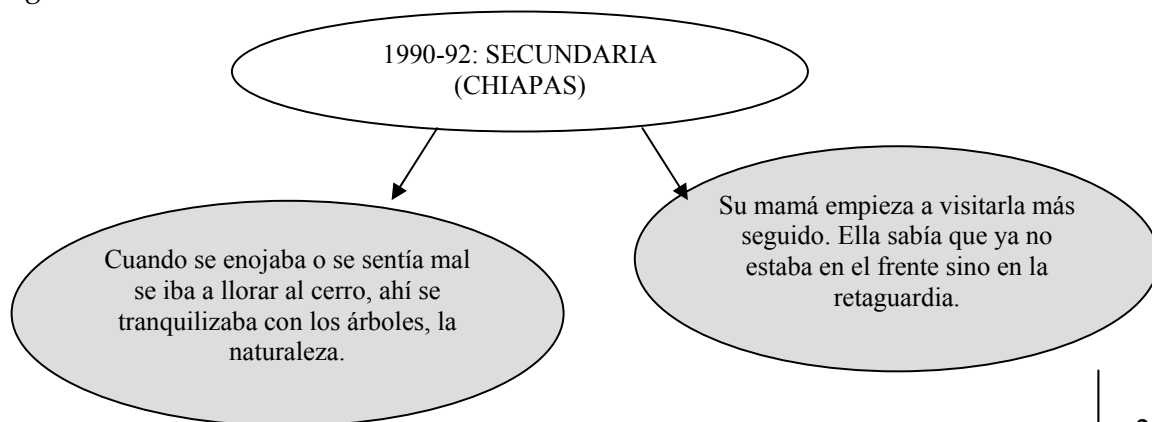 1990-92: SECUNDARIA
(CHIAPAS)
Cuando se enojaba o se sentía mal
se iba a llorar al cerro, ahí se
tranquilizaba con los árboles, la
naturaleza.
Su mamá empieza a visitarla más
seguido. Ella sabía que ya no
estaba en el frente sino en la
retaguardia.